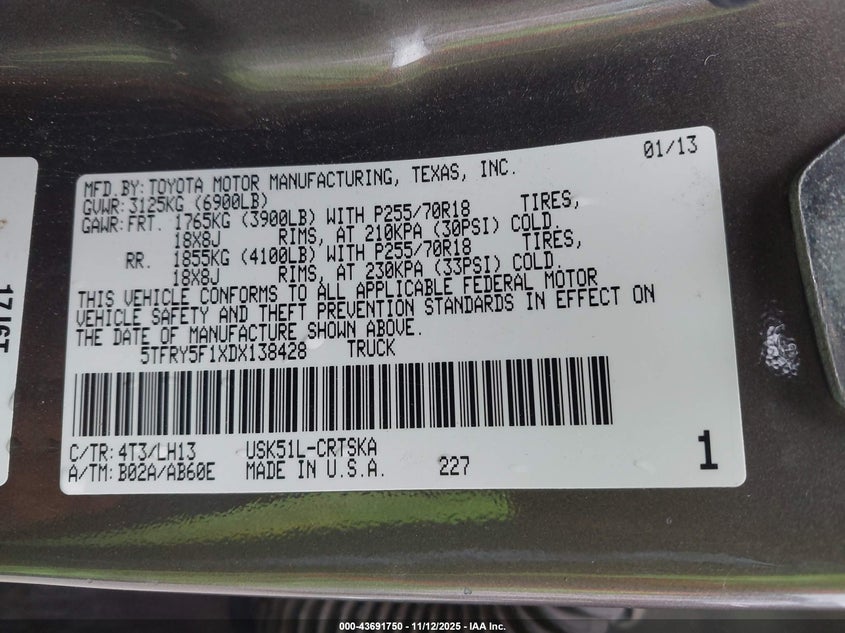 01/13
MFD.BY: TOYOTA MOTOR MANUFACTURING, TEXAS, INC.
GVWR: 3125KG (6900LB)
GAWR: FRT. 1765KG (3900LB) WITH P255/70R18 TIRES,
18X8J RIMS, AT 210KPA (30PSI) COLD.
RR. 1855KG (4100LB) WITH P255/70R18 TIRES,
18X8J RIMS, AT 230KPA (33PSI) COLD.
THIS VEHICLE CONFORMS TO ALL APPLICABLE FEDERAL MOTOR
VEHICLE SAFETY AND THEFT PREVENTION STANDARDS IN EFFECT ON
THE DATE OF MANUFACTURE SHOWN ABOVE.
5TFRY5F1XDX138428 TRUCK
C/TR: 4T3/LH13 USK51L-CRTSKA
A/TM: B02A/AB60E MADE IN U.S.A. 227 1
000-43691750 - 11/12/2025 - IAA Inc.